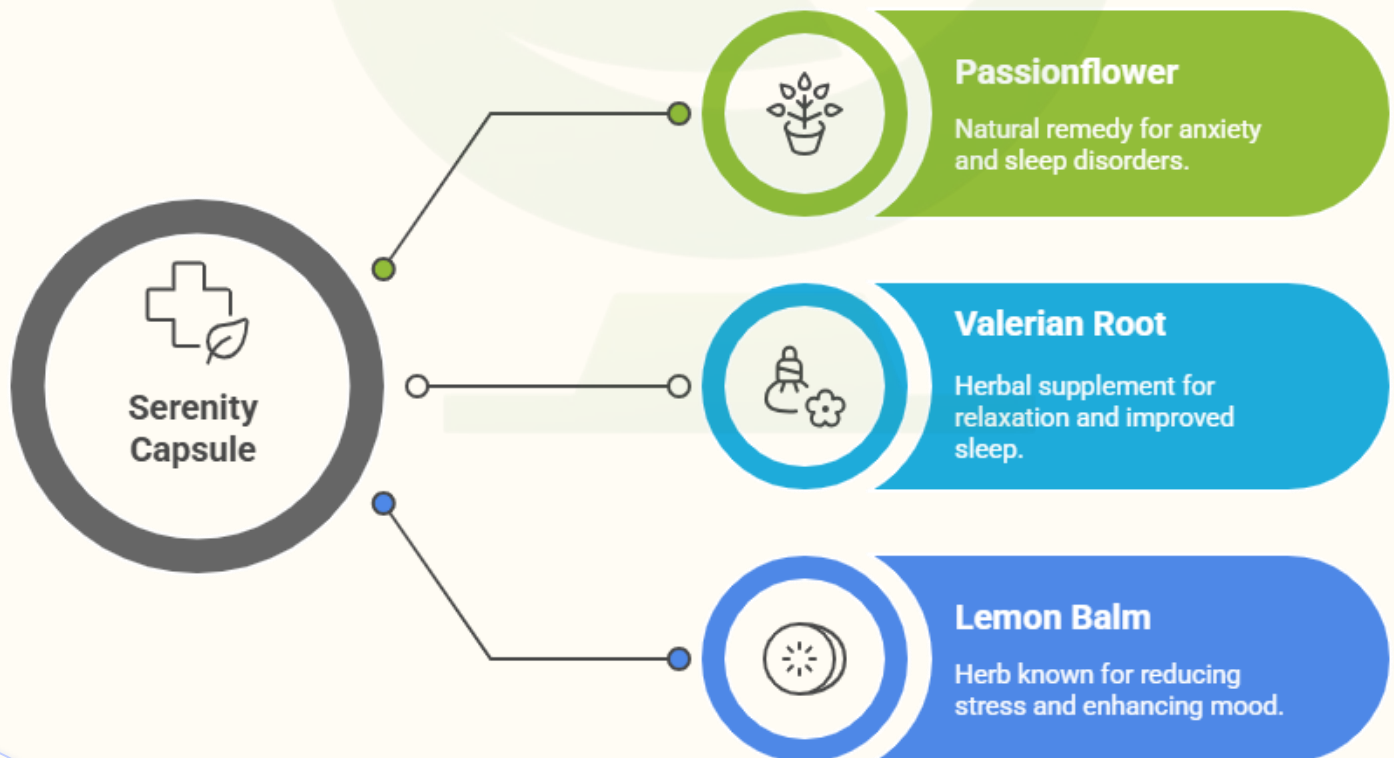 Serenity
Capsule
Passionflower
Natural remedy for anxiety
and sleep disorders.
Valerian Root
Herbal supplement for
relaxation and improved
sleep.
Lemon Balm
Herb known for reducing
stress and enhancing mood.